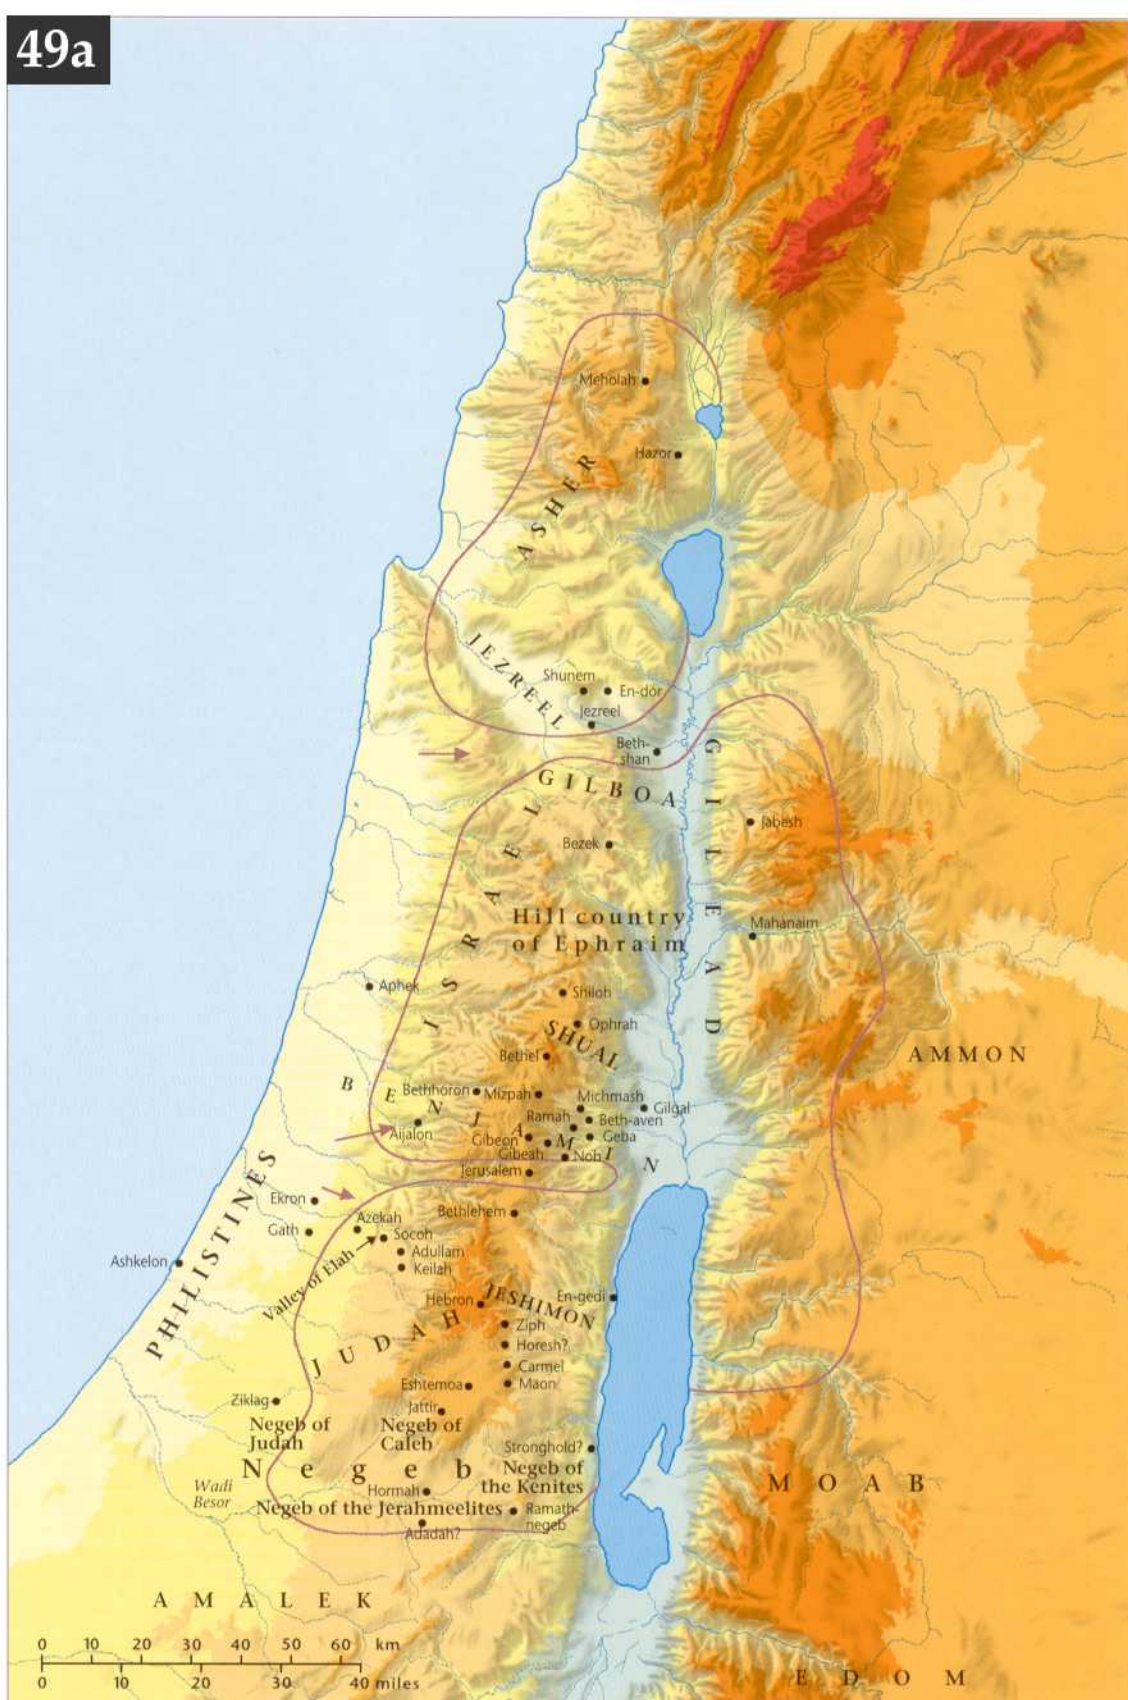 49a
Meholah
Hazor
ASHER
JEZREEL
Shunem
En-dor
Jezreel
Beth-
shan
GILBOA
GILEAD
Jabesh
ISRAEL
Bezek
Hill country
of Ephraim
Mahanaim
Aphek
Shiloh
Ophrah
SHUAL
Bethel
AMMON
BENJAMIN
Bethhoron
Mizpah
Michmash
Gilgal
Ramah
Beth-aven
Aijalon
Gibeon
Geba
Gibeah
Nob
Jerusalem
PHILISTINES
Ekron
Azekah
Bethlehem
Gath
Socoh
Adullam
Ashkelon
Valley of Elah
Keilah
Hebron
JESHIMON
En-gedi
JUDAH
Ziph
Horesh?
Carmel
Eshtemoa
Maon
Ziklag
Jattir
Negeb of
Judah
Negeb of
Caleb
Stronghold?
Negeb
Negeb of
the Kenites
MOAB
Wadi
Besor
Hormah
Negeb of the Jerahmeelites
Ramath-
negeb
Adadah?
AMALEK
EDOM
0 10 20 30 40 50 60 km
0 10 20 30 40 miles